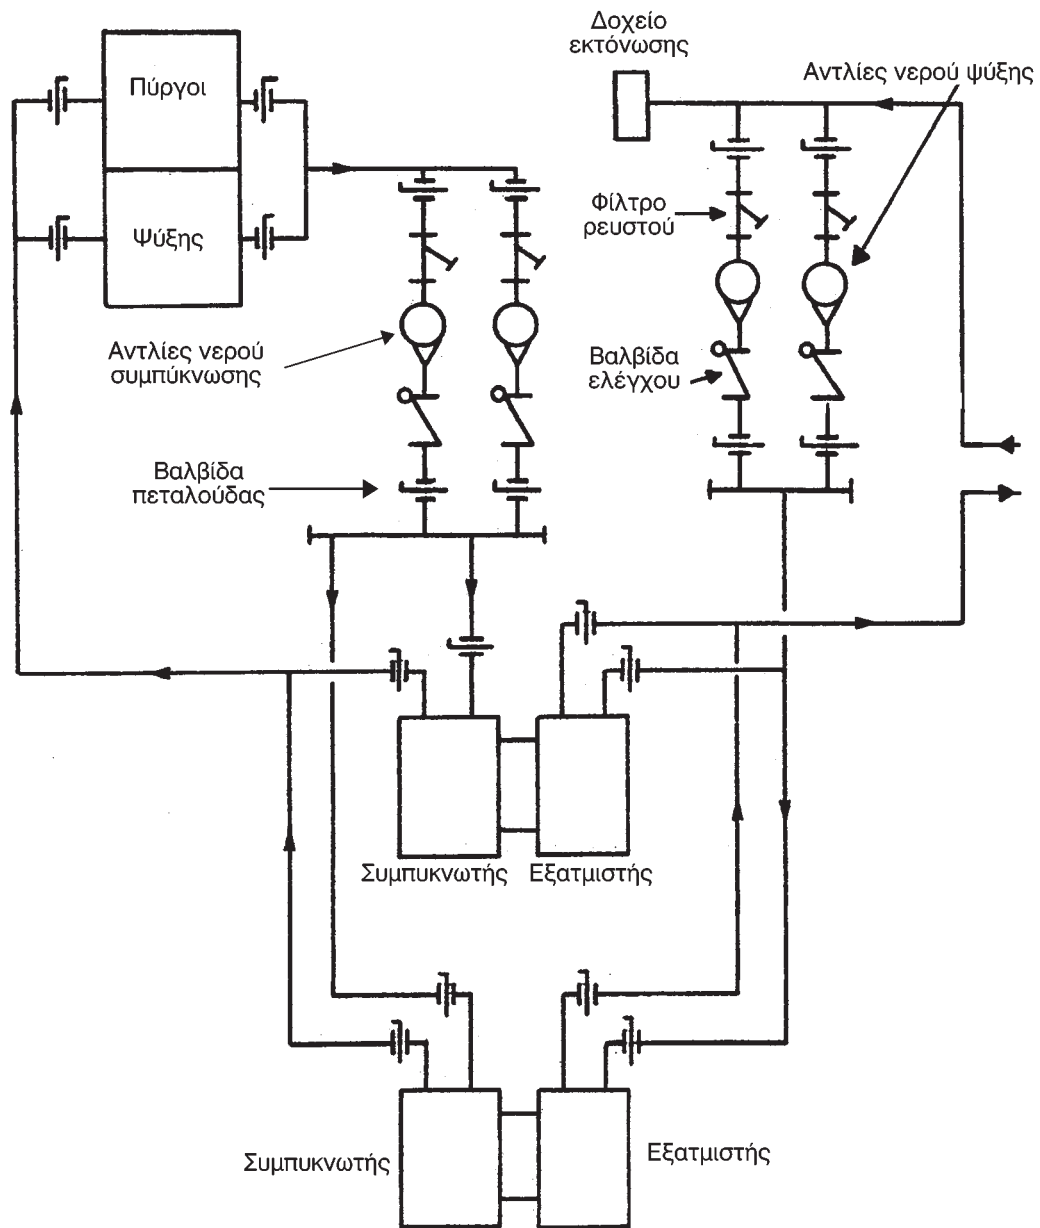 Δοχείο
εκτόνωσης
Αντλίες νερού ψύξης
Πύργοι
Ψύξης
Φίλτρο
ρευστού
Αντλίες νερού
συμπύκνωσης
Βαλβίδα
ελέγχου
Βαλβίδα
πεταλούδας
Συμπυκνωτής
Εξατμιστής
Συμπυκνωτής
Εξατμιστής